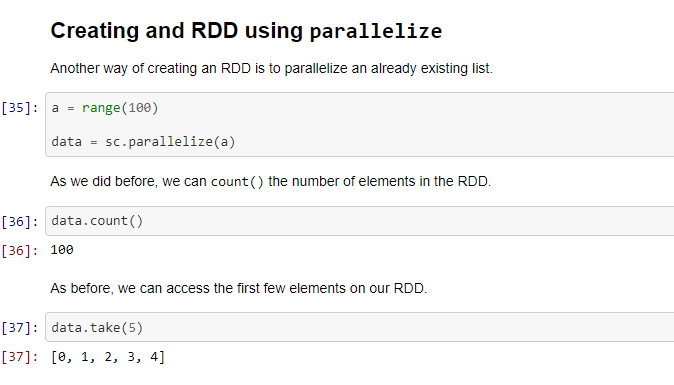 Creating and RDD using parallelize
Another way of creating an RDD is to parallelize an already existing list.
[35]: a = range(100)
data = sc.parallelize(a)
As we did before, we can count() the number of elements in the RDD.
[36]: data.count()
[36]: 100
As before, we can access the first few elements on our RDD.
[37]: data.take(5)
[37]: [0, 1, 2, 3, 4]